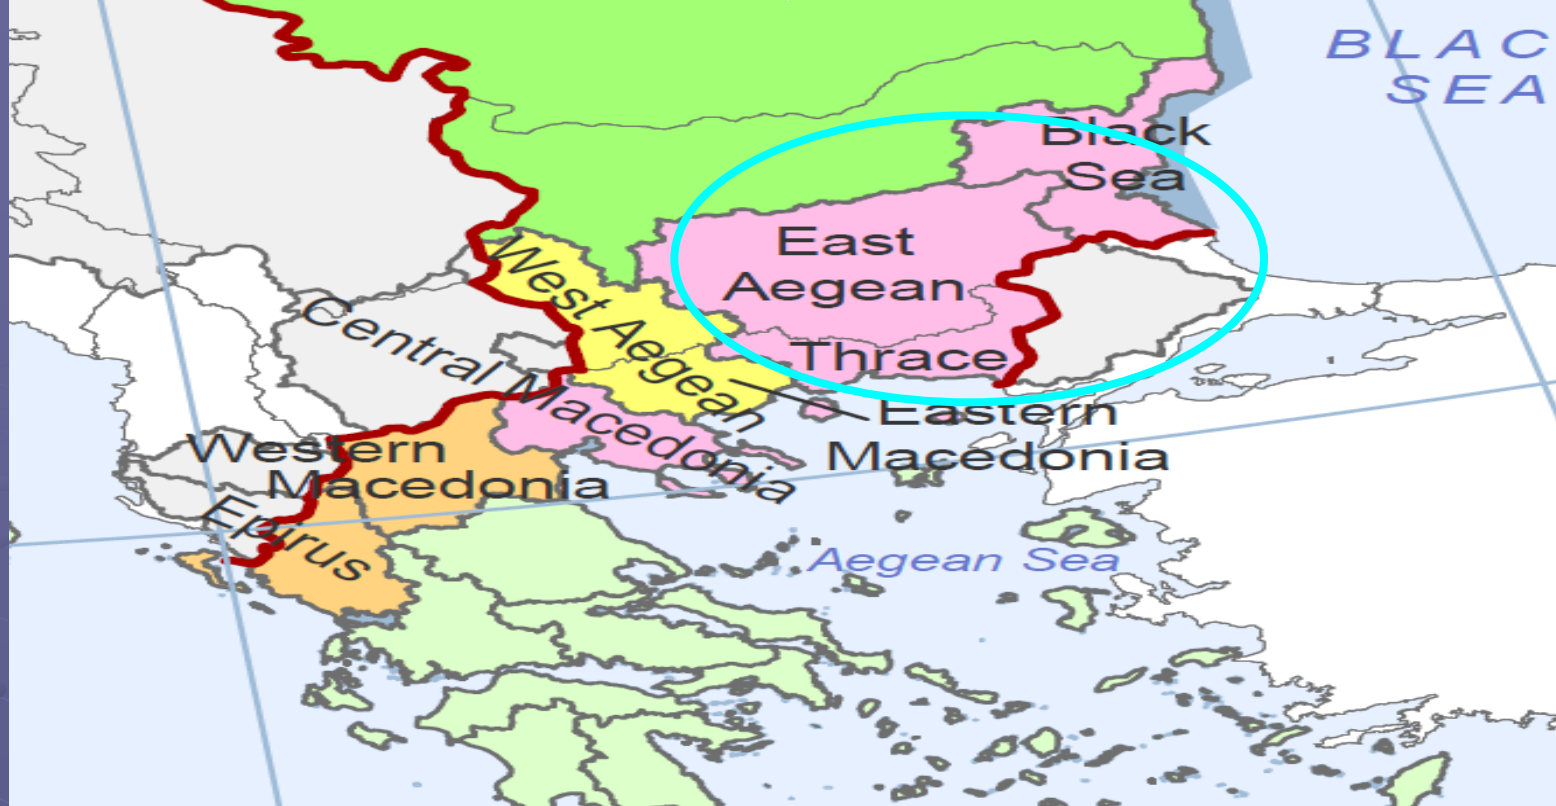 BLAC
SEA
Black
Sea
East
Aegean
West Aegean
Thrace
Central Macedonia
Eastern
Macedonia
Western
Macedonia
Epirus
Aegean Sea